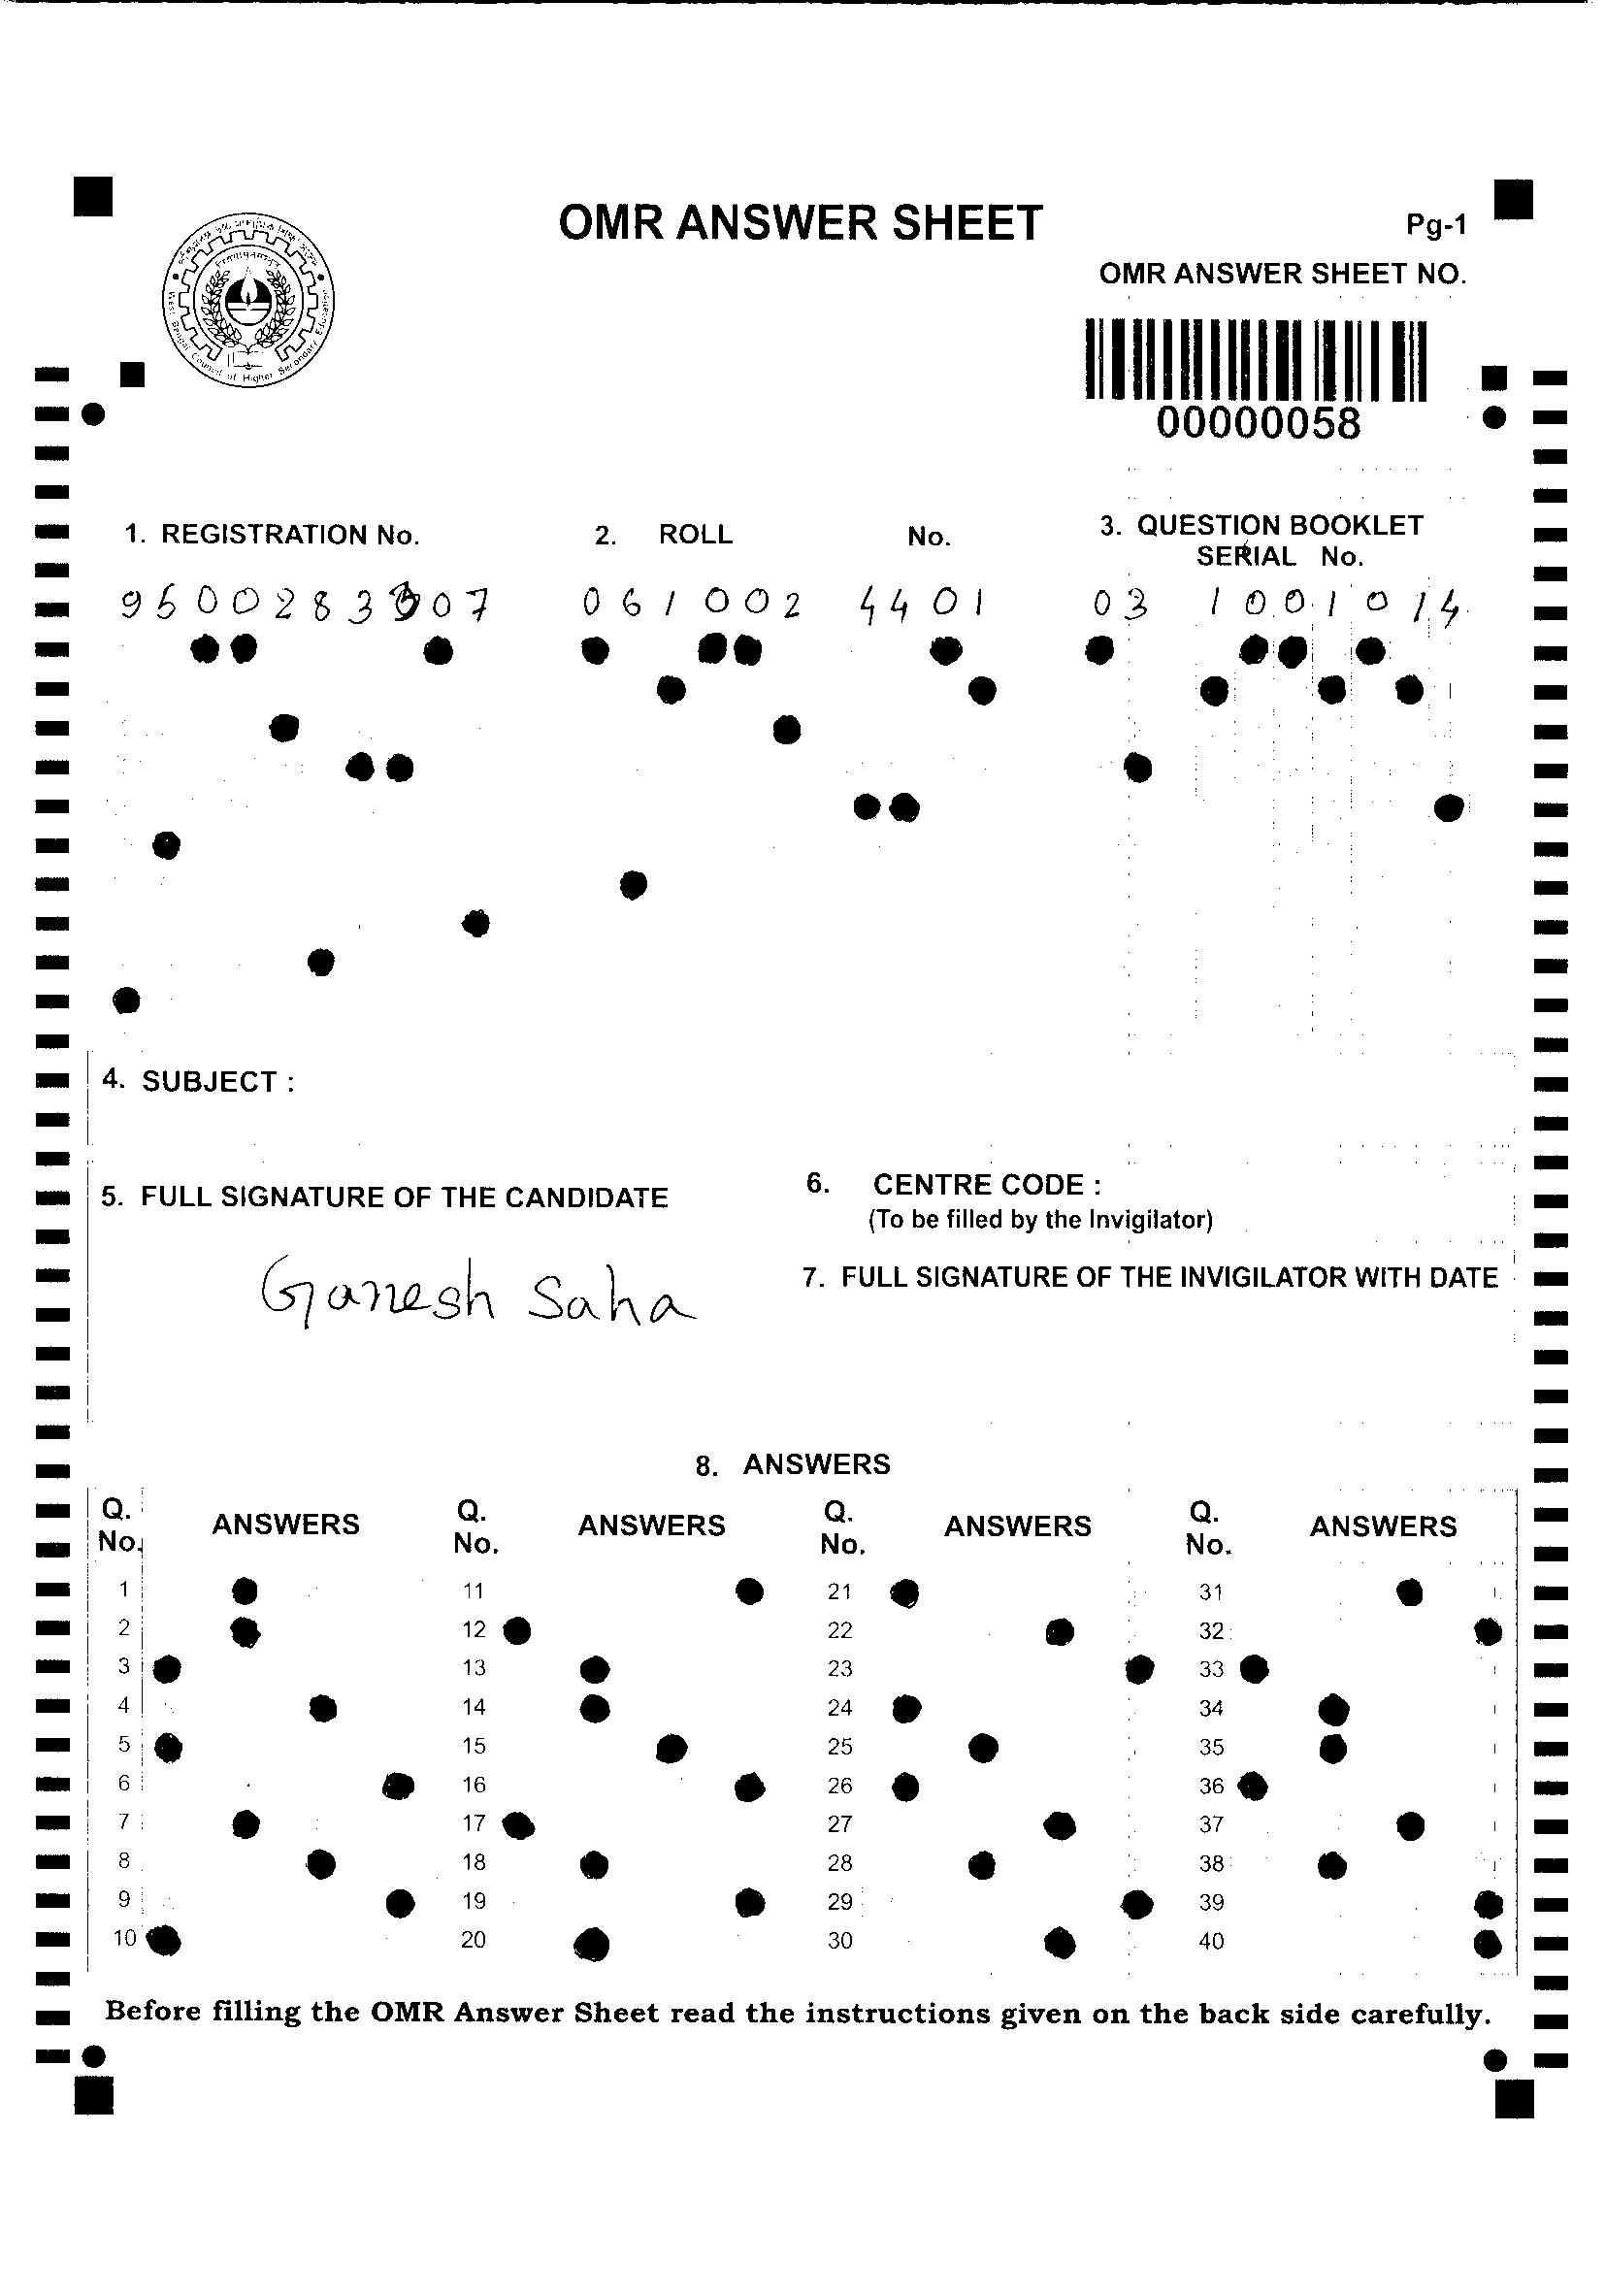 OMR ANSWER SHEET
Pg-1
OMR ANSWER SHEET NO.
West Bengal Council of Higher Secondary Education
00000058
1. REGISTRATION No.
2. ROLL No.
3. QUESTION BOOKLET
SERIAL No.
9500283307
061002 4401
03 1001014
4. SUBJECT :
5. FULL SIGNATURE OF THE CANDIDATE
Ganesh Saha
6. CENTRE CODE :
(To be filled by the Invigilator)
7. FULL SIGNATURE OF THE INVIGILATOR WITH DATE
8. ANSWERS
Q. No. ANSWERS Q. No. ANSWERS Q. No. ANSWERS Q. No. ANSWERS
1 11 21 31
2 12 22 32
3 13 23 33
4 14 24 34
5 15 25 35
6 16 26 36
7 17 27 37
8 18 28 38
9 19 29 39
10 20 30 40
Before filling the OMR Answer Sheet read the instructions given on the back side carefully.